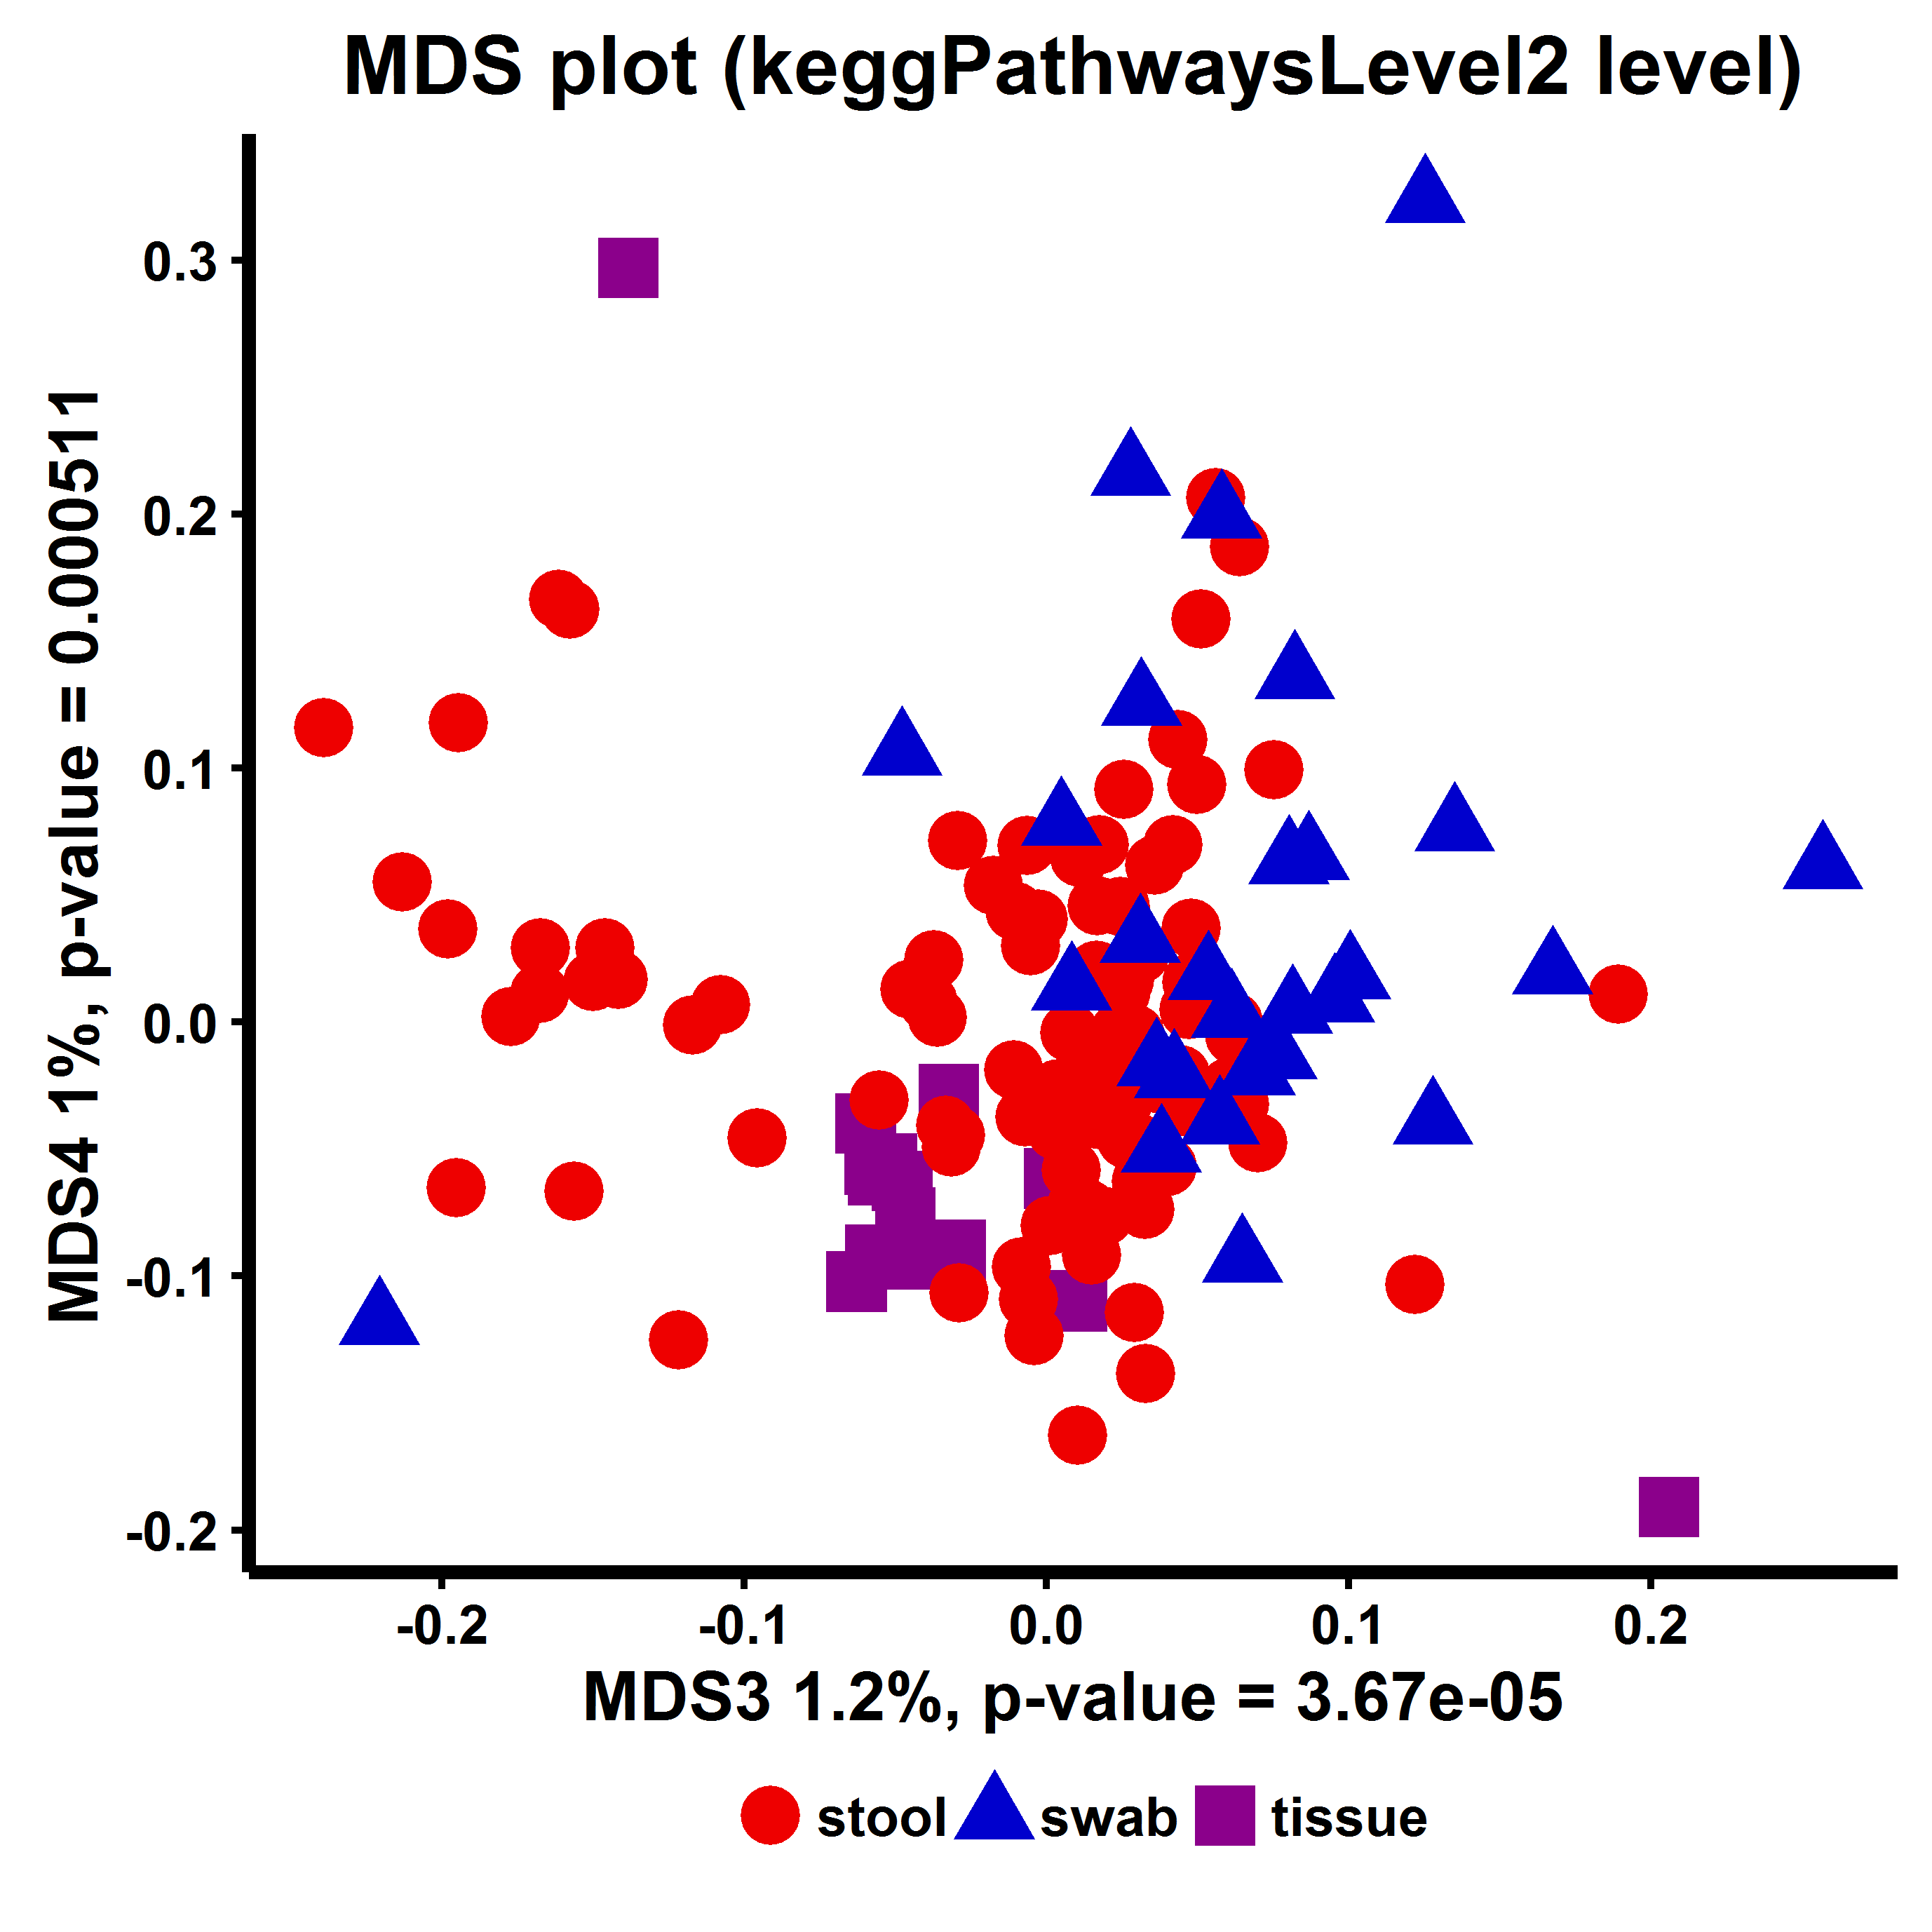 MDS plot (keggPathwaysLevel2 level)
MDS4 1%, p-value = 0.000511
0.3
0.2
0.1
0.0
-0.1
-0.2
-0.2 -0.1 0.0 0.1 0.2
MDS3 1.2%, p-value = 3.67e-05
stool swab tissue